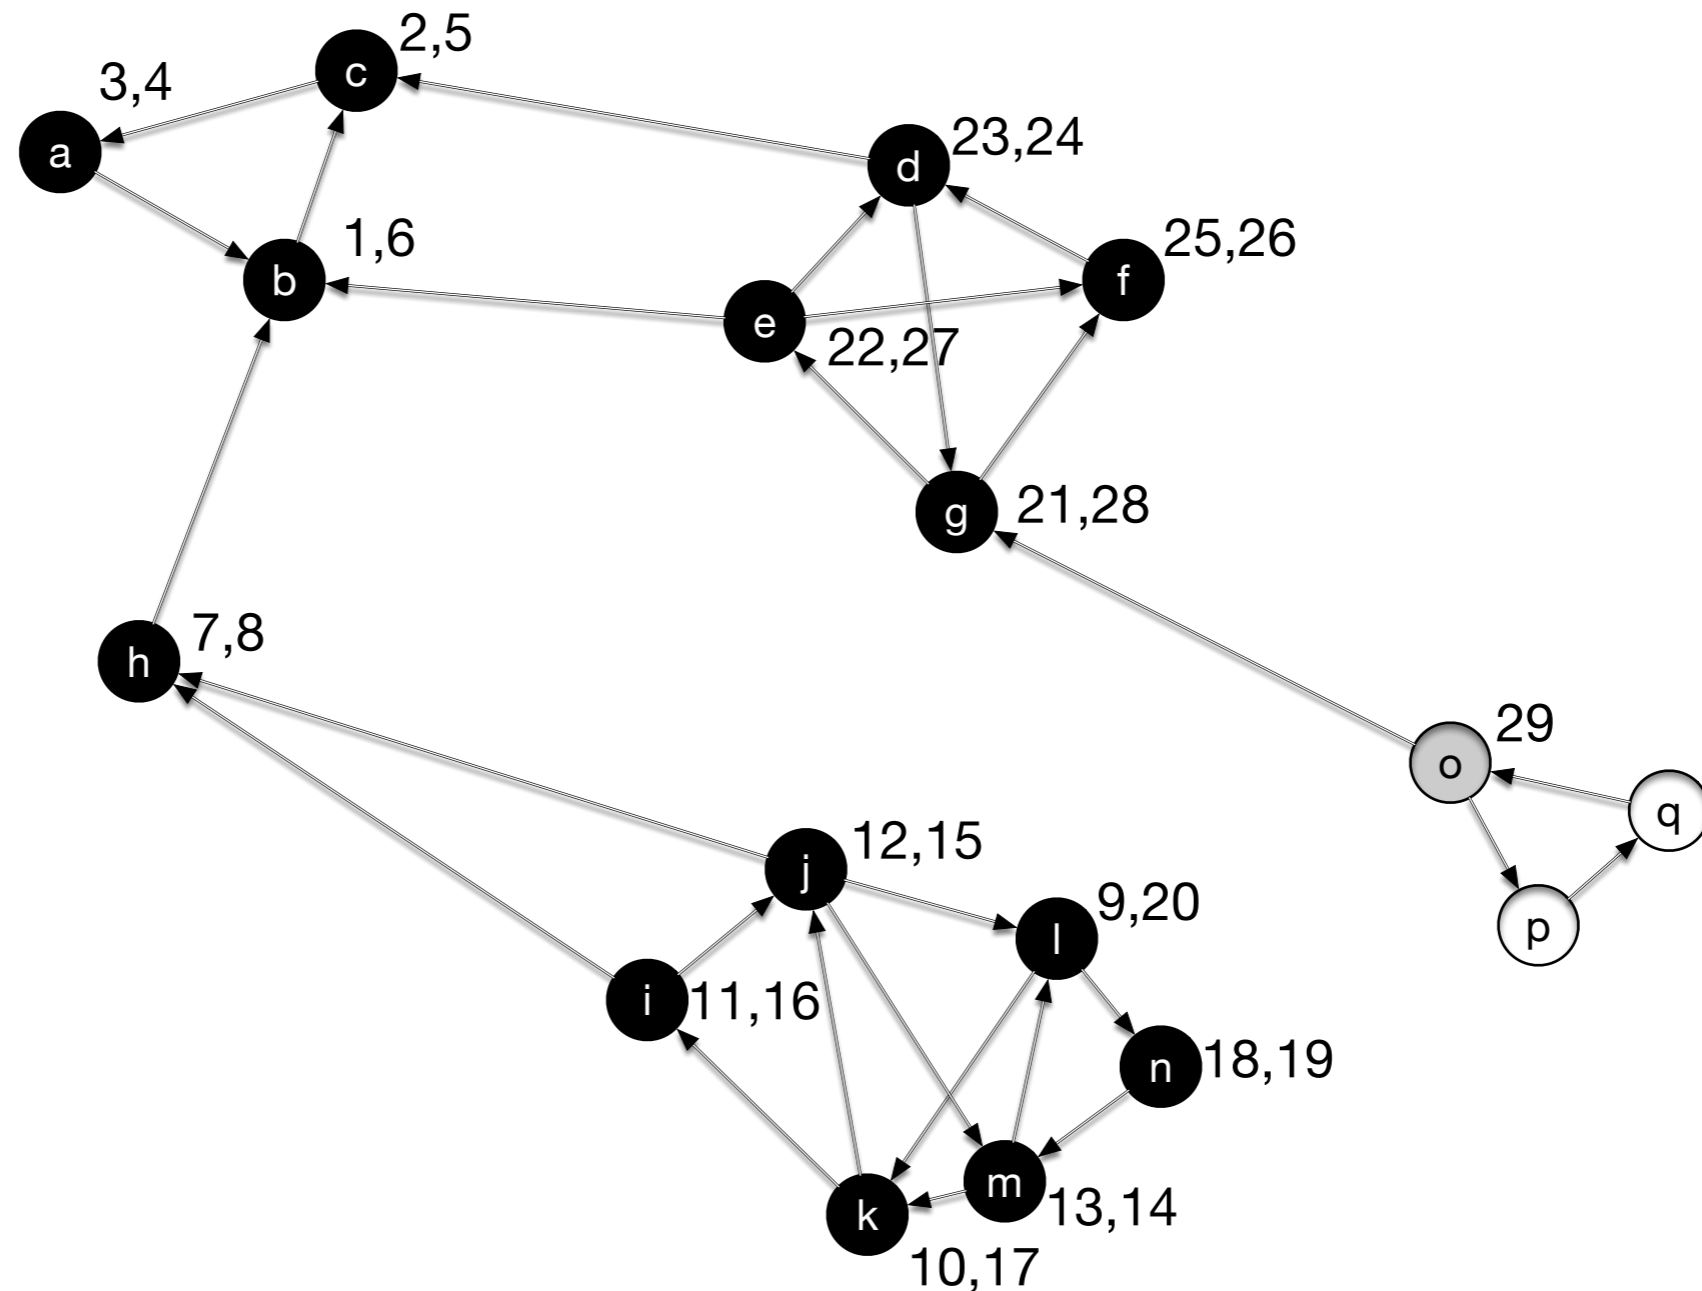 2,5
c
3,4
a
23,24
d
1,6
b
25,26
f
e
22,27
g
21,28
7,8
h
29
o
q
p
12,15
j
9,20
l
i
11,16
18,19
n
m
13,14
k
10,17